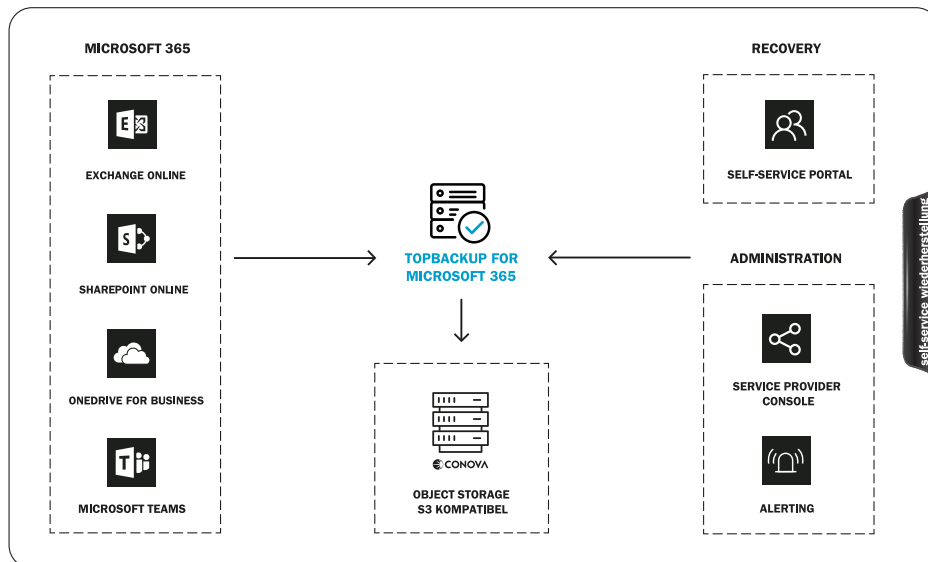 MICROSOFT 365
EXCHANGE ONLINE
SHAREPOINT ONLINE
ONEDRIVE FOR BUSINESS
MICROSOFT TEAMS
TOPBACKUP FOR
MICROSOFT 365
CONOVA
OBJECT STORAGE
S3 KOMPATIBEL
RECOVERY
SELF-SERVICE PORTAL
ADMINISTRATION
SERVICE PROVIDER
CONSOLE
ALERTING
self-service wiederherstellung